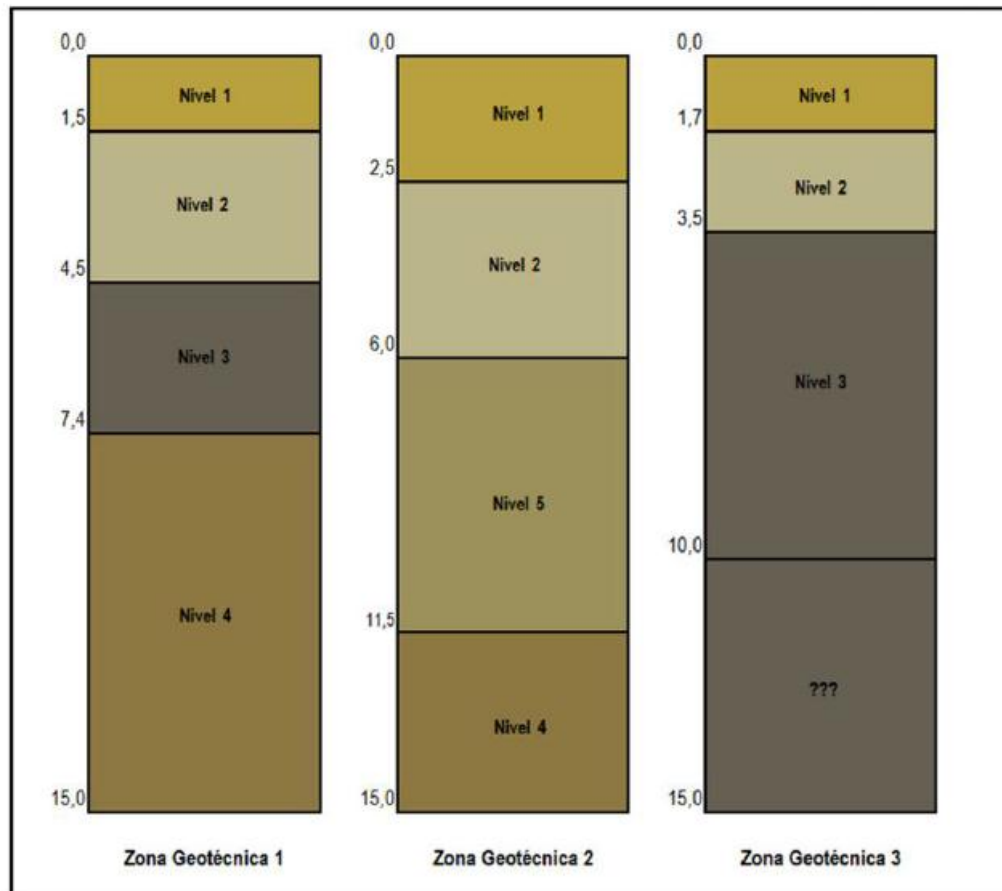 0,0
Nivel 1
1,5
Nivel 2
4,5
Nivel 3
7,4
Nivel 4
15,0
Zona Geotécnica 1
0,0
Nivel 1
2,5
Nivel 2
6,0
Nivel 5
11,5
Nivel 4
15,0
Zona Geotécnica 2
0,0
Nivel 1
1,7
Nivel 2
3,5
Nivel 3
10,0
???
15,0
Zona Geotécnica 3